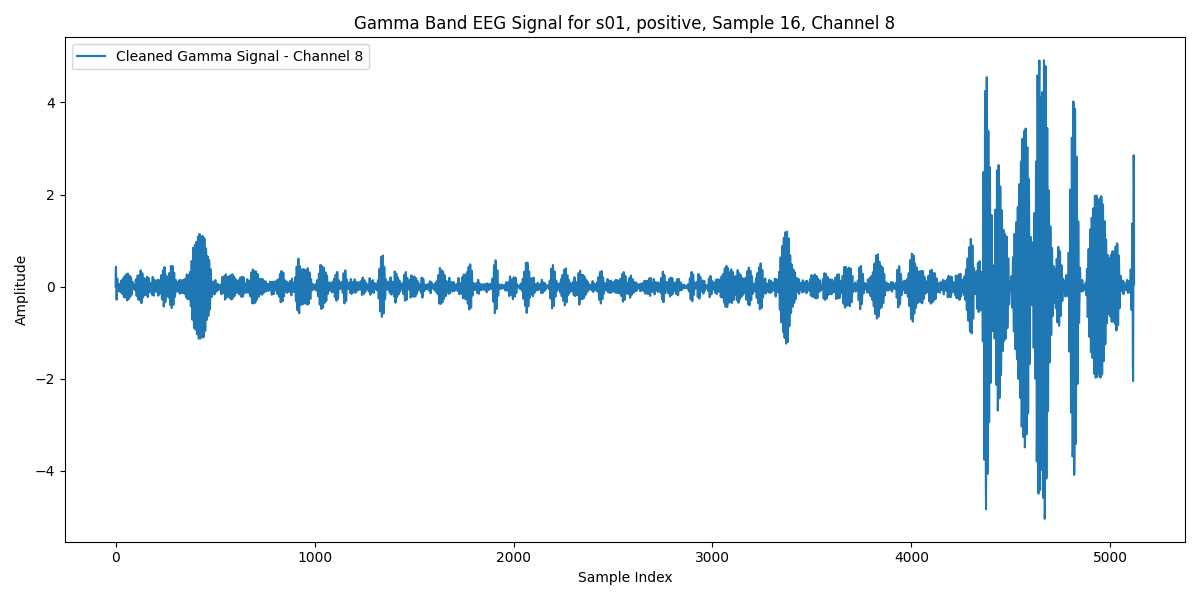 Gamma Band EEG Signal for s01, positive, Sample 16, Channel 8
Cleaned Gamma Signal - Channel 8
Amplitude
4
2
0
−2
−4
0 1000 2000 3000 4000 5000
Sample Index